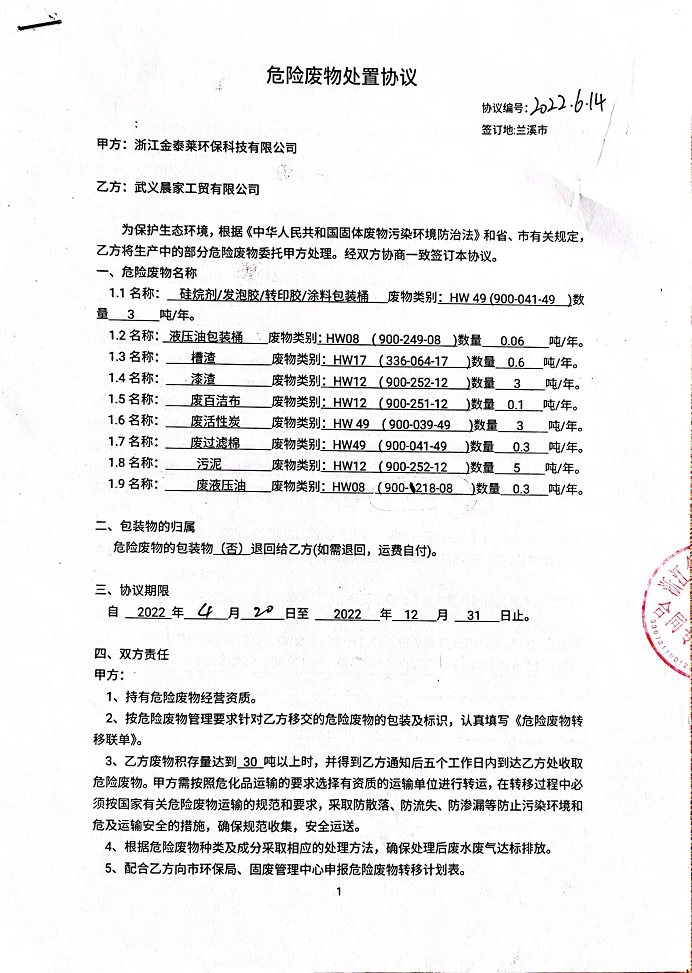 危险废物处置协议
协议编号:2022.6.14
签订地:兰溪市
:
甲方：浙江金泰莱环保科技有限公司
乙方：武义晨家工贸有限公司
为保护生态环境，根据《中华人民共和国固体废物污染环境防治法》和省、市有关规定，
乙方将生产中的部分危险废物委托甲方处理。经双方协商一致签订本协议。
一、危险废物名称
1.1 名称： 硅烷剂/发泡胶/转印胶/涂料包装桶 废物类别：HW 49 (900-041-49 )数
量 3 吨/年。
1.2 名称：液压油包装桶 废物类别：HW08 （900-249-08 )数量 0.06 吨/年。
1.3 名称： 槽渣 废物类别：HW17 （336-064-17 )数量 0.6 吨/年。
1.4 名称： 漆渣 废物类别：HW12 （900-252-12 )数量 3 吨/年。
1.5 名称： 废百洁布 废物类别：HW12 （900-251-12 )数量 0.1 吨/年。
1.6 名称： 废活性炭 废物类别：HW 49 （900-039-49 )数量 3 吨/年。
1.7 名称： 废过滤棉 废物类别：HW49 （900-041-49 )数量 0.3 吨/年。
1.8 名称： 污泥 废物类别：HW12 （900-252-12 )数量 5 吨/年。
1.9 名称： 废液压油 废物类别：HW08 （900-218-08 )数量 0.3 吨/年。
二、包装物的归属
危险废物的包装物（否）退回给乙方(如需退回，运费自付)。
三、协议期限
自 2022 年 4 月 20 日至 2022 年 12 月 31 日止。
四、双方责任
甲方：
1、持有危险废物经营资质。
2、按危险废物管理要求针对乙方移交的危险废物的包装及标识，认真填写《危险废物转
移联单》。
3、乙方废物积存量达到 30 吨以上时，并得到乙方通知后五个工作日内到达乙方处收取
危险废物。甲方需按照危化品运输的要求选择有资质的运输单位进行转运，在转移过程中必
须按国家有关危险废物运输的规范和要求，采取防散落、防流失、防渗漏等防止污染环境和
危及运输安全的措施，确保规范收集，安全运送。
4、根据危险废物种类及成分采取相应的处理方法，确保处理后废水废气达标排放。
5、配合乙方向市环保局、固废管理中心申报危险废物转移计划表。
1
浙江金
合同专